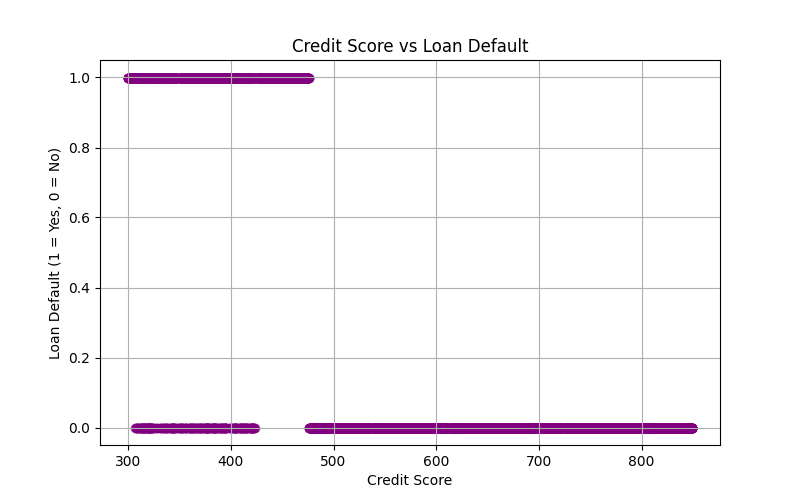 Credit Score vs Loan Default
Loan Default (1 = Yes, 0 = No)
1.0
0.8
0.6
0.4
0.2
0.0
300 400 500 600 700 800
Credit Score